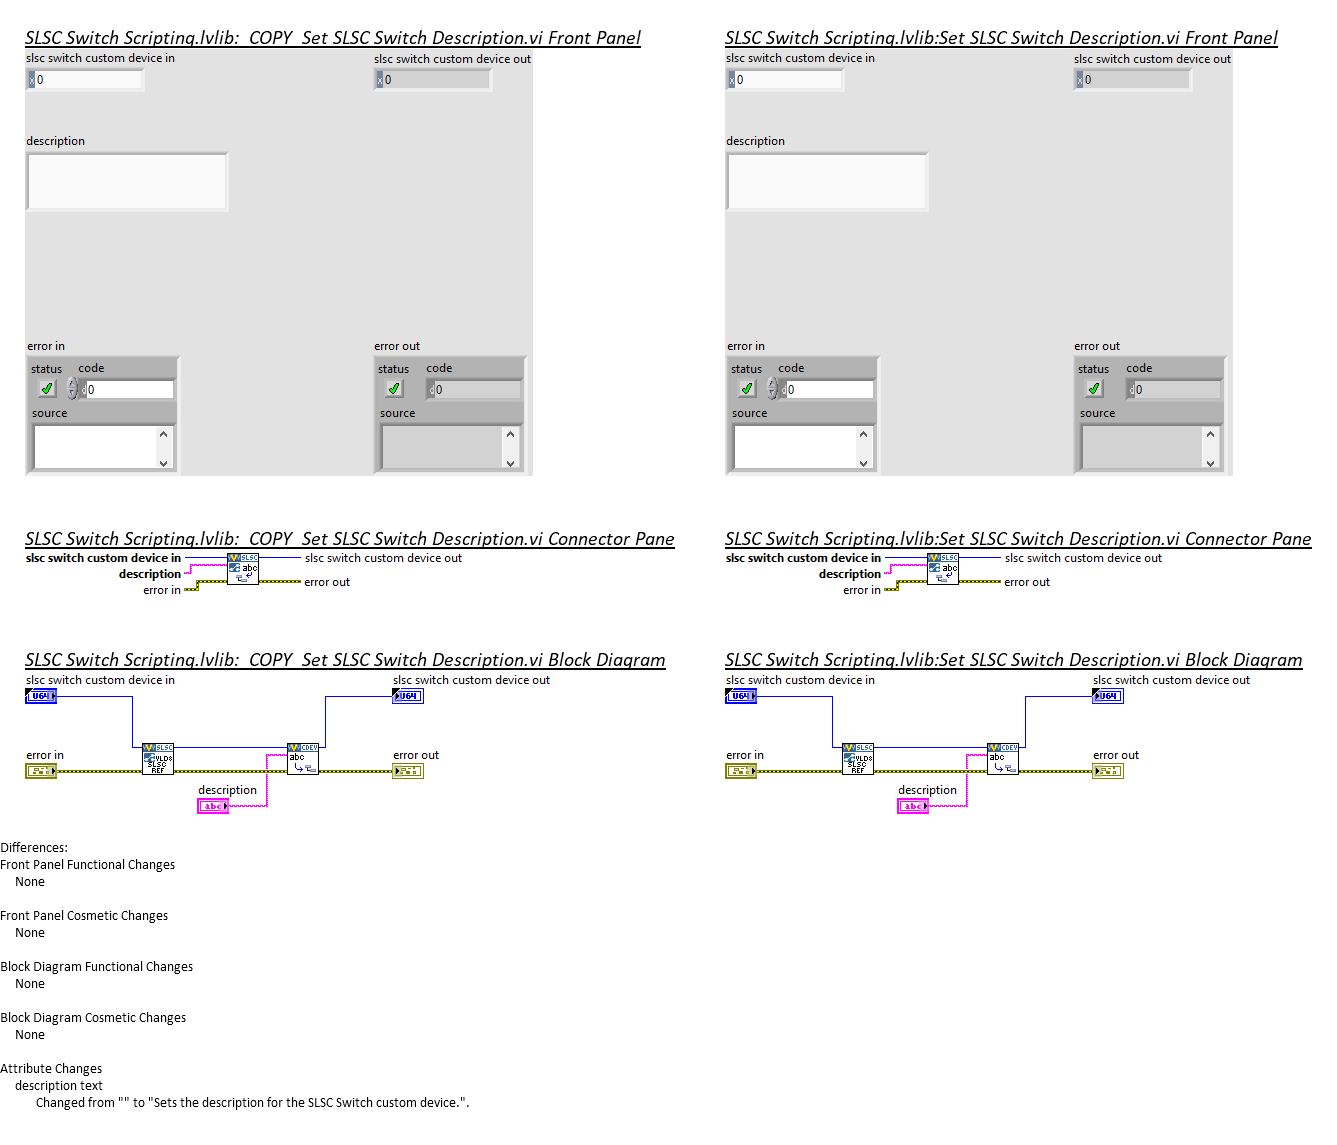 SLSC Switch Scripting.lvlib:_COPY_Set SLSC Switch Description.vi Front Panel
slsc switch custom device in
slsc switch custom device out
x 0
x 0
description
error in
error out
status code
status code
d 0
d 0
source
source
SLSC Switch Scripting.lvlib:Set SLSC Switch Description.vi Front Panel
slsc switch custom device in
slsc switch custom device out
x 0
x 0
description
error in
error out
status code
status code
d 0
d 0
source
source
SLSC Switch Scripting.lvlib:_COPY_Set SLSC Switch Description.vi Connector Pane
slsc switch custom device in
SLSC
slsc switch custom device out
description
abc
error in
error out
SLSC Switch Scripting.lvlib:Set SLSC Switch Description.vi Connector Pane
slsc switch custom device in
SLSC
slsc switch custom device out
description
abc
error in
error out
SLSC Switch Scripting.lvlib:_COPY_Set SLSC Switch Description.vi Block Diagram
slsc switch custom device in
slsc switch custom device out
U64
U64
error in
SLSC
VLD8
SLSC
REF
CDEV
abc
error out
description
abc
SLSC Switch Scripting.lvlib:Set SLSC Switch Description.vi Block Diagram
slsc switch custom device in
slsc switch custom device out
U64
U64
error in
SLSC
VLD8
SLSC
REF
CDEV
abc
error out
description
abc
Differences:
Front Panel Functional Changes
None
Front Panel Cosmetic Changes
None
Block Diagram Functional Changes
None
Block Diagram Cosmetic Changes
None
Attribute Changes
description text
Changed from "" to "Sets the description for the SLSC Switch custom device.".